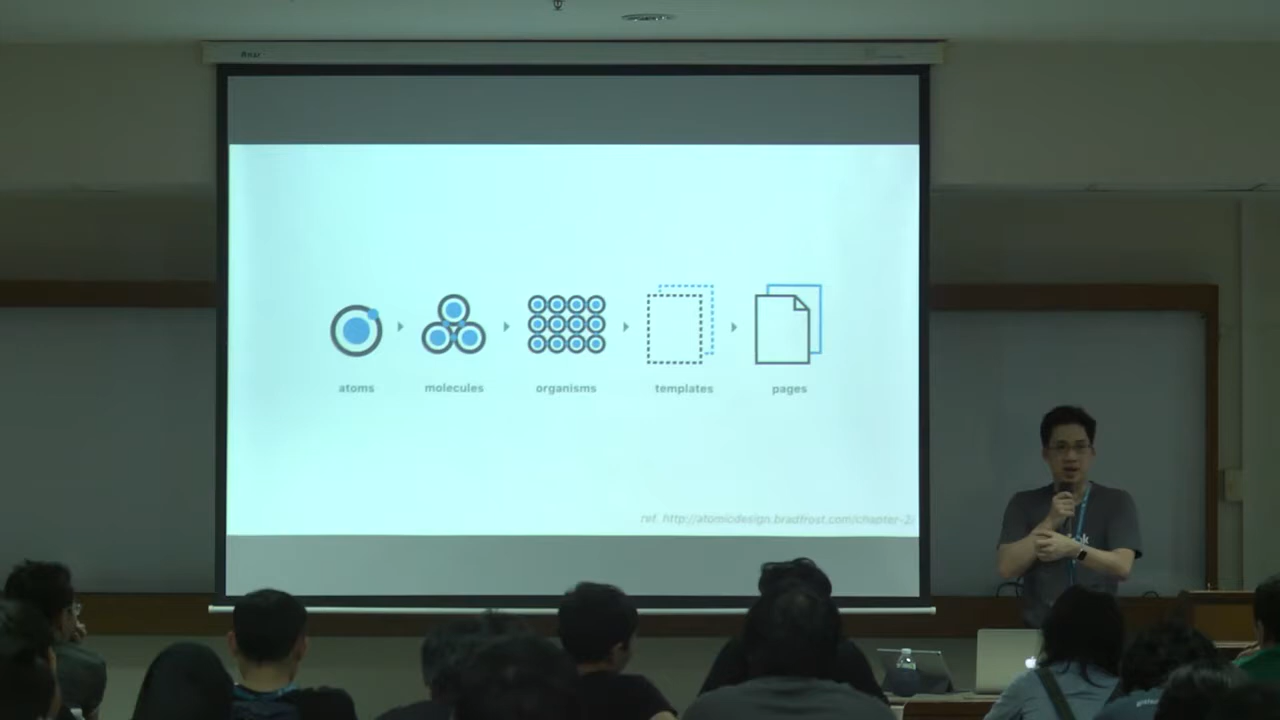 atoms
molecules
organisms
templates
pages
ref. http://atomicdesign.bradfrost.com/chapter-2/